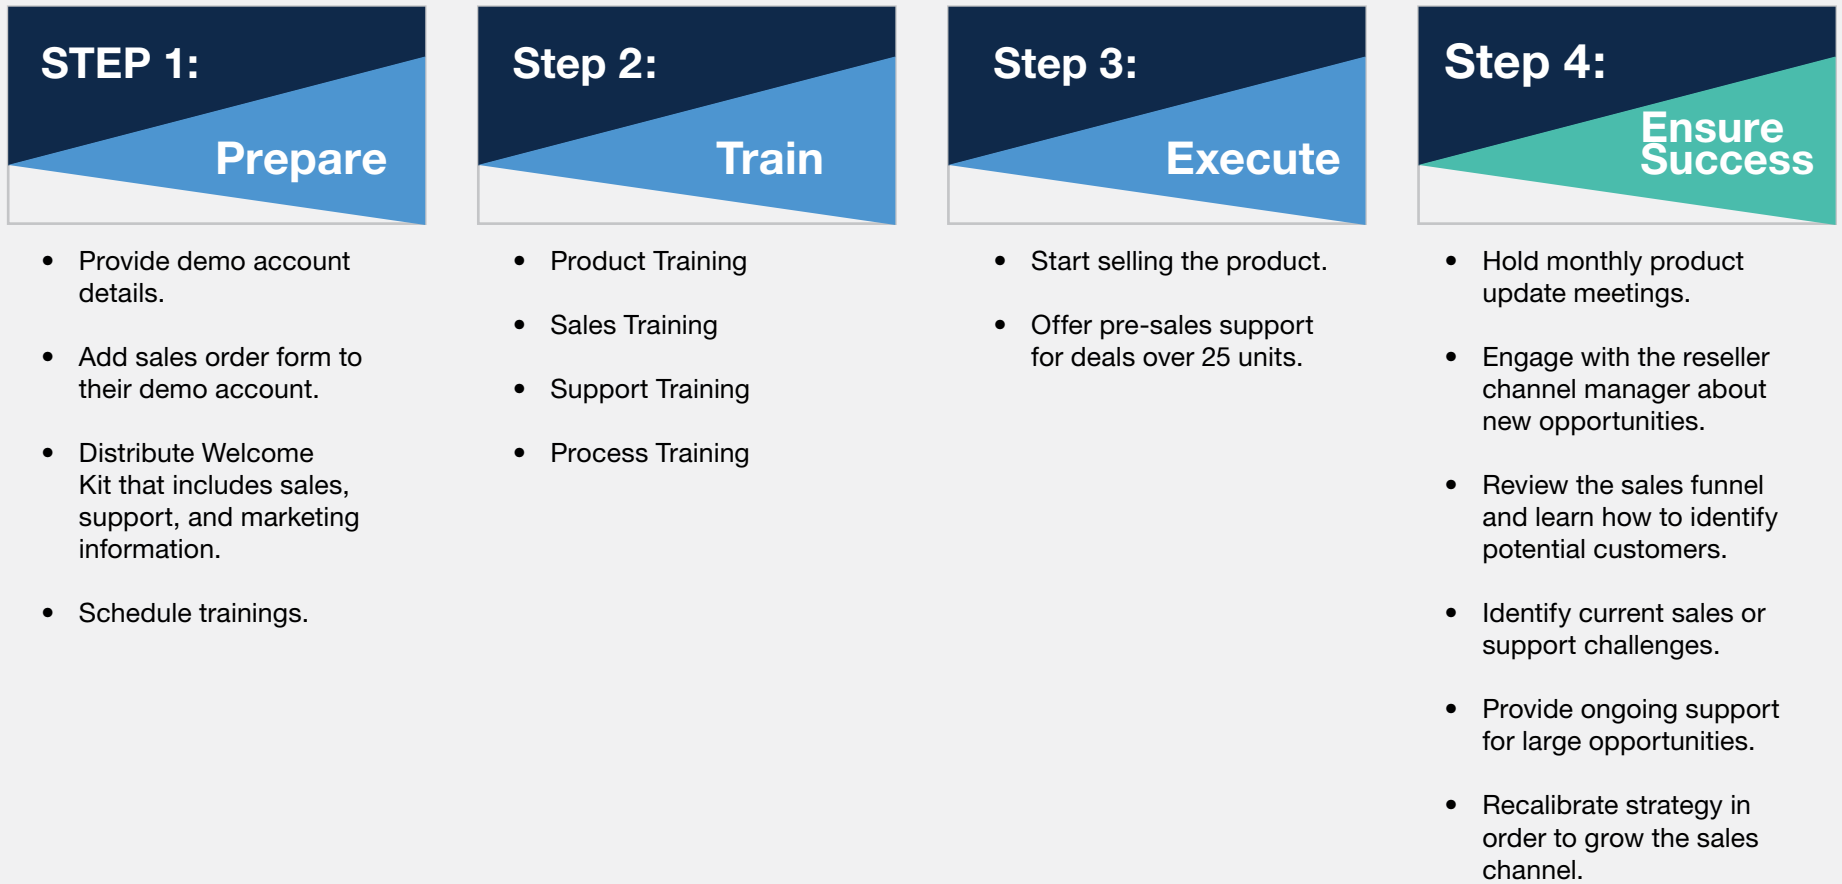 STEP 1:
Prepare
• Provide demo account
details.
• Add sales order form to
their demo account.
• Distribute Welcome
Kit that includes sales,
support, and marketing
information.
• Schedule trainings.
Step 2:
Train
• Product Training
• Sales Training
• Support Training
• Process Training
Step 3:
Execute
• Start selling the product.
• Offer pre-sales support
for deals over 25 units.
Step 4:
Ensure
Success
• Hold monthly product
update meetings.
• Engage with the reseller
channel manager about
new opportunities.
• Review the sales funnel
and learn how to identify
potential customers.
• Identify current sales or
support challenges.
• Provide ongoing support
for large opportunities.
• Recalibrate strategy in
order to grow the sales
channel.